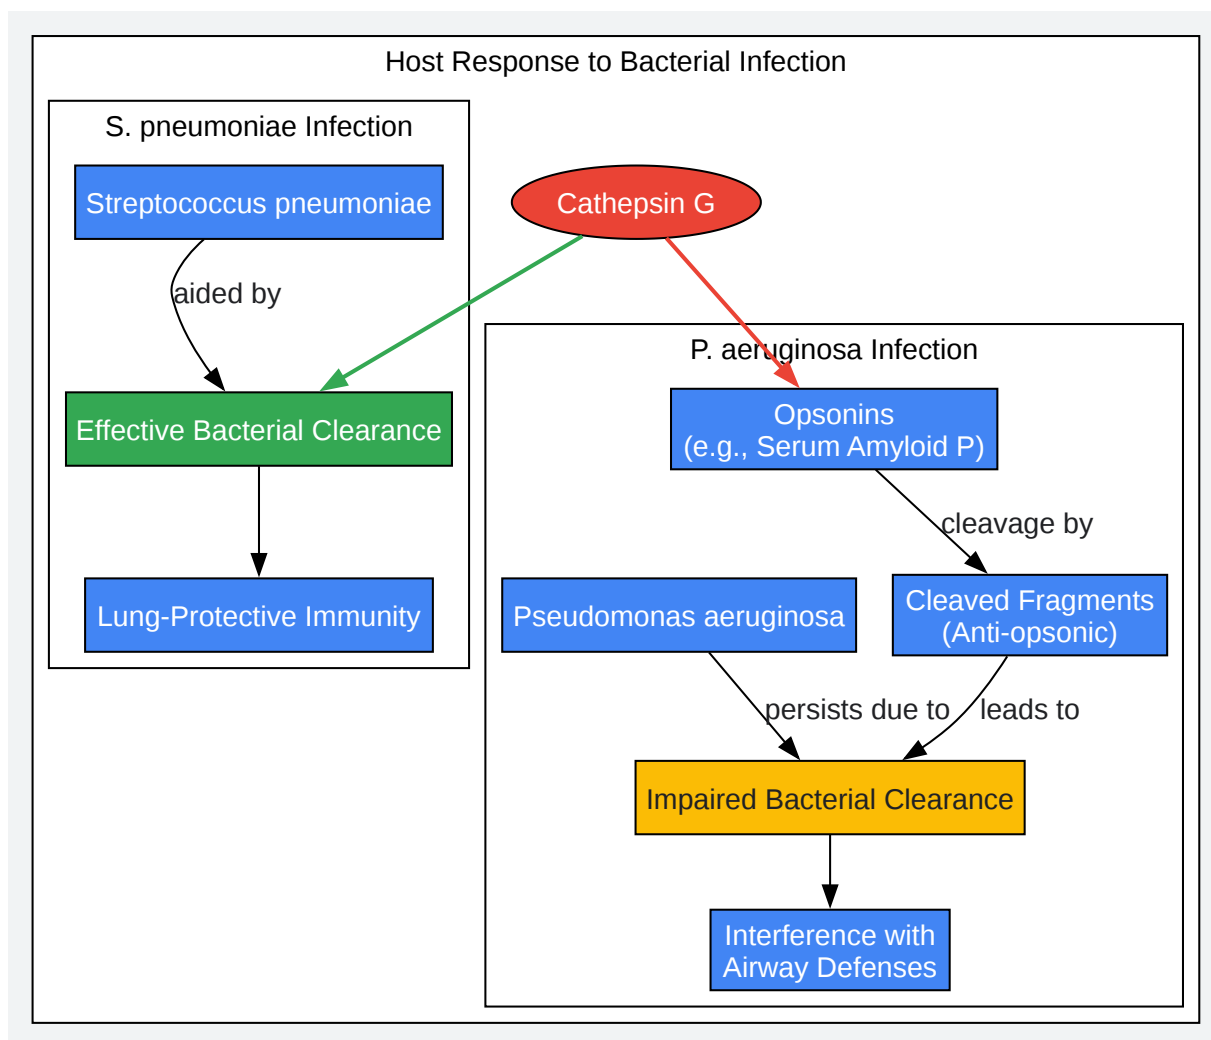 Host Response to Bacterial Infection
S. pneumoniae Infection
Streptococcus pneumoniae
Cathepsin G
aided by
P. aeruginosa Infection
Effective Bacterial Clearance
Opsonins
(e.g., Serum Amyloid P)
cleavage by
Lung-Protective Immunity
Pseudomonas aeruginosa
Cleaved Fragments
(Anti-opsonic)
persists due to
leads to
Impaired Bacterial Clearance
Interference with
Airway Defenses